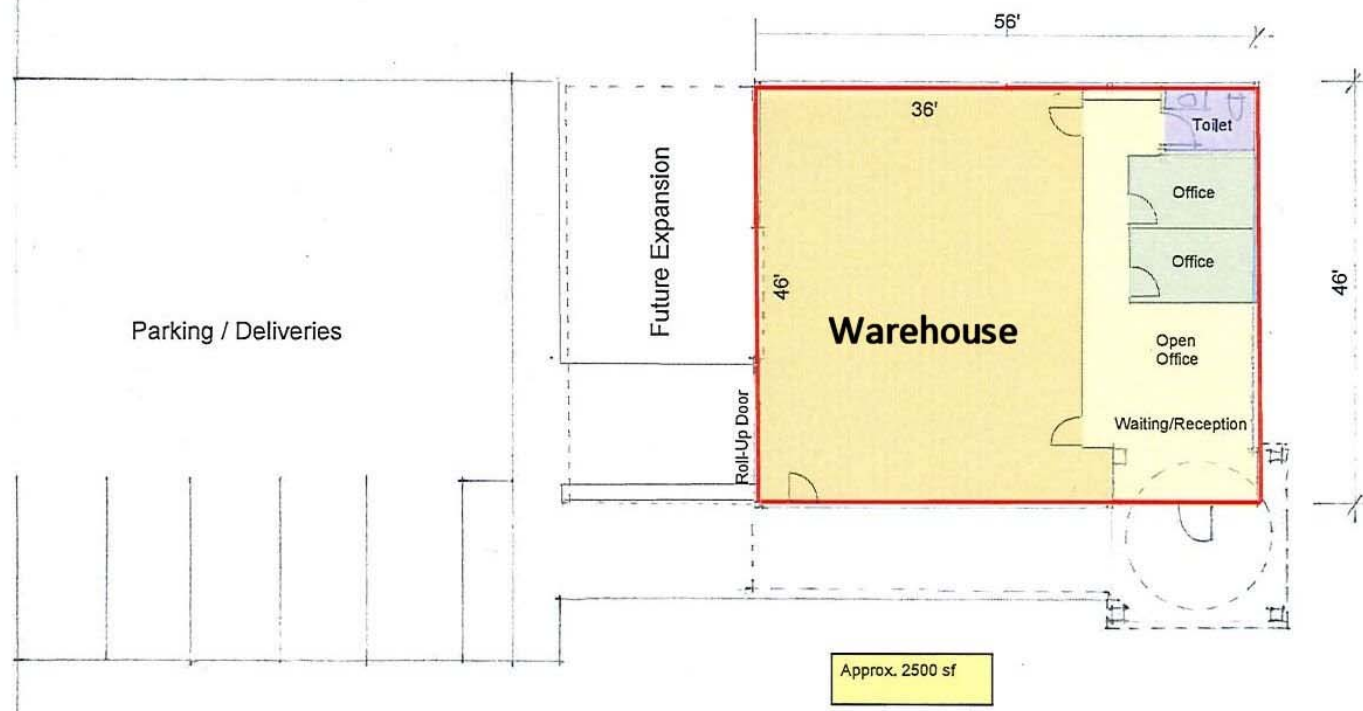 56'
36'
Toilet
Office
Future Expansion
Office
46'
46'
Parking / Deliveries
Warehouse
Open
Office
Roll-Up Door
Waiting/Reception
Approx. 2500 sf